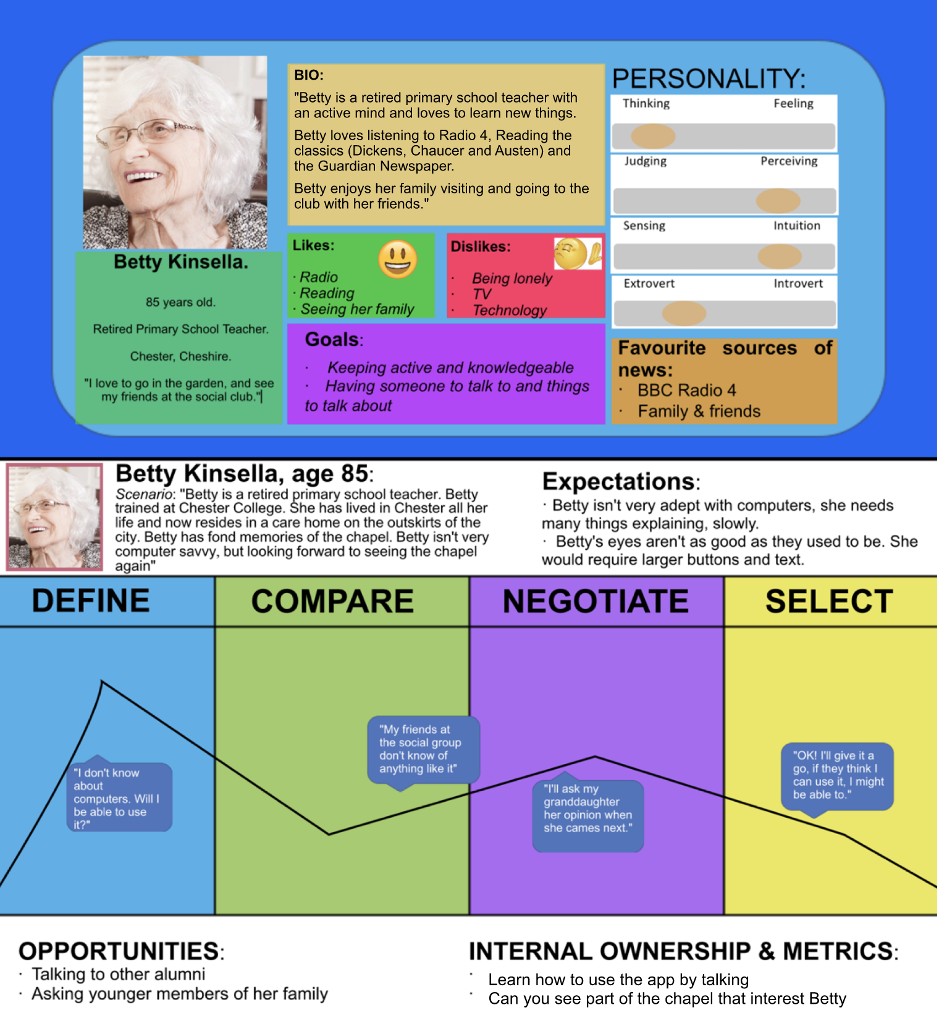 BIO:
"Betty is a retired primary school teacher with
an active mind and loves to learn new things.
Betty loves listening to Radio 4, Reading the
classics (Dickens, Chaucer and Austen) and
the Guardian Newspaper.
Betty enjoys her family visiting and going to the
club with her friends."
PERSONALITY:
Thinking Feeling
Judging Perceiving
Sensing Intuition
Extrovert Introvert
Betty Kinsella.
85 years old.
Retired Primary School Teacher.
Chester, Cheshire.
"I love to go in the garden, and see
my friends at the social club."
Likes:
· Radio
· Reading
· Seeing her family
Dislikes:
· Being lonely
· TV
· Technology
Goals:
· Keeping active and knowledgeable
· Having someone to talk to and things
to talk about
Favourite sources of
news:
· BBC Radio 4
· Family & friends
Betty Kinsella, age 85:
Scenario: "Betty is a retired primary school teacher. Betty
trained at Chester College. She has lived in Chester all her
life and now resides in a care home on the outskirts of the
city. Betty has fond memories of the chapel. Betty isn't very
computer savvy, but looking forward to seeing the chapel
again"
Expectations:
· Betty isn't very adept with computers, she needs
many things explaining, slowly.
· Betty's eyes aren't as good as they used to be. She
would require larger buttons and text.
DEFINE
COMPARE
NEGOTIATE
SELECT
"I don't know
about
computers. Will I
be able to use
it?"
"My friends at
the social group
don't know of
anything like it"
"I'll ask my
granddaughter
her opinion when
she cames next."
"OK! I'll give it a
go, if they think I
can use it, I might
be able to."
OPPORTUNITIES:
· Talking to other alumni
· Asking younger members of her family
INTERNAL OWNERSHIP & METRICS:
· Learn how to use the app by talking
· Can you see part of the chapel that interest Betty